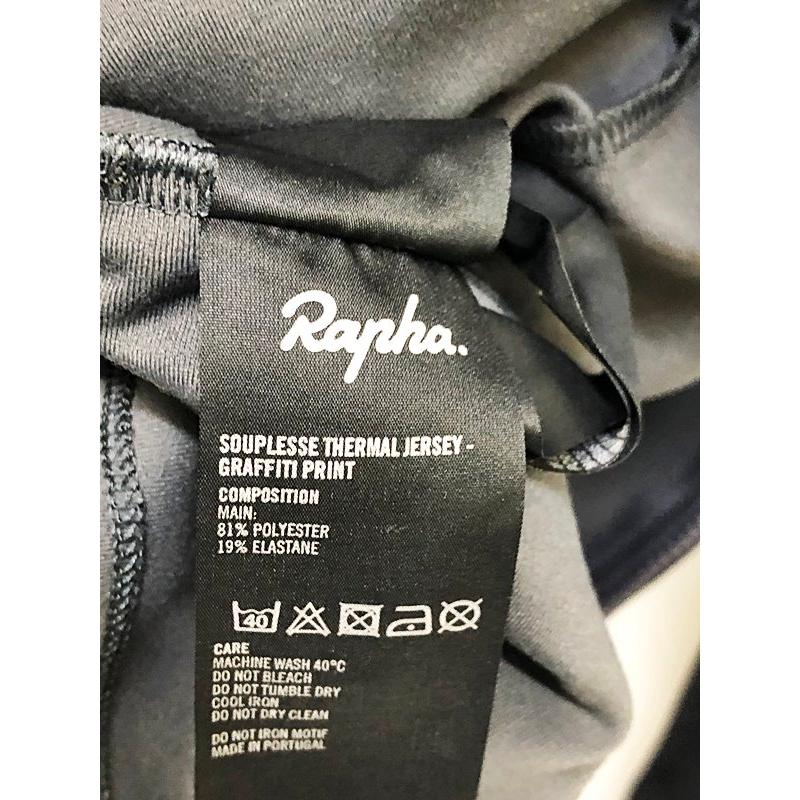 Rapha.
SOUPLESSE THERMAL JERSEY -
GRAFFITI PRINT
COMPOSITION
MAIN:
81% POLYESTER
19% ELASTANE
40
CARE
MACHINE WASH 40°C
DO NOT BLEACH
DO NOT TUMBLE DRY
COOL IRON
DO NOT DRY CLEAN
DO NOT IRON MOTIF
MADE IN PORTUGAL